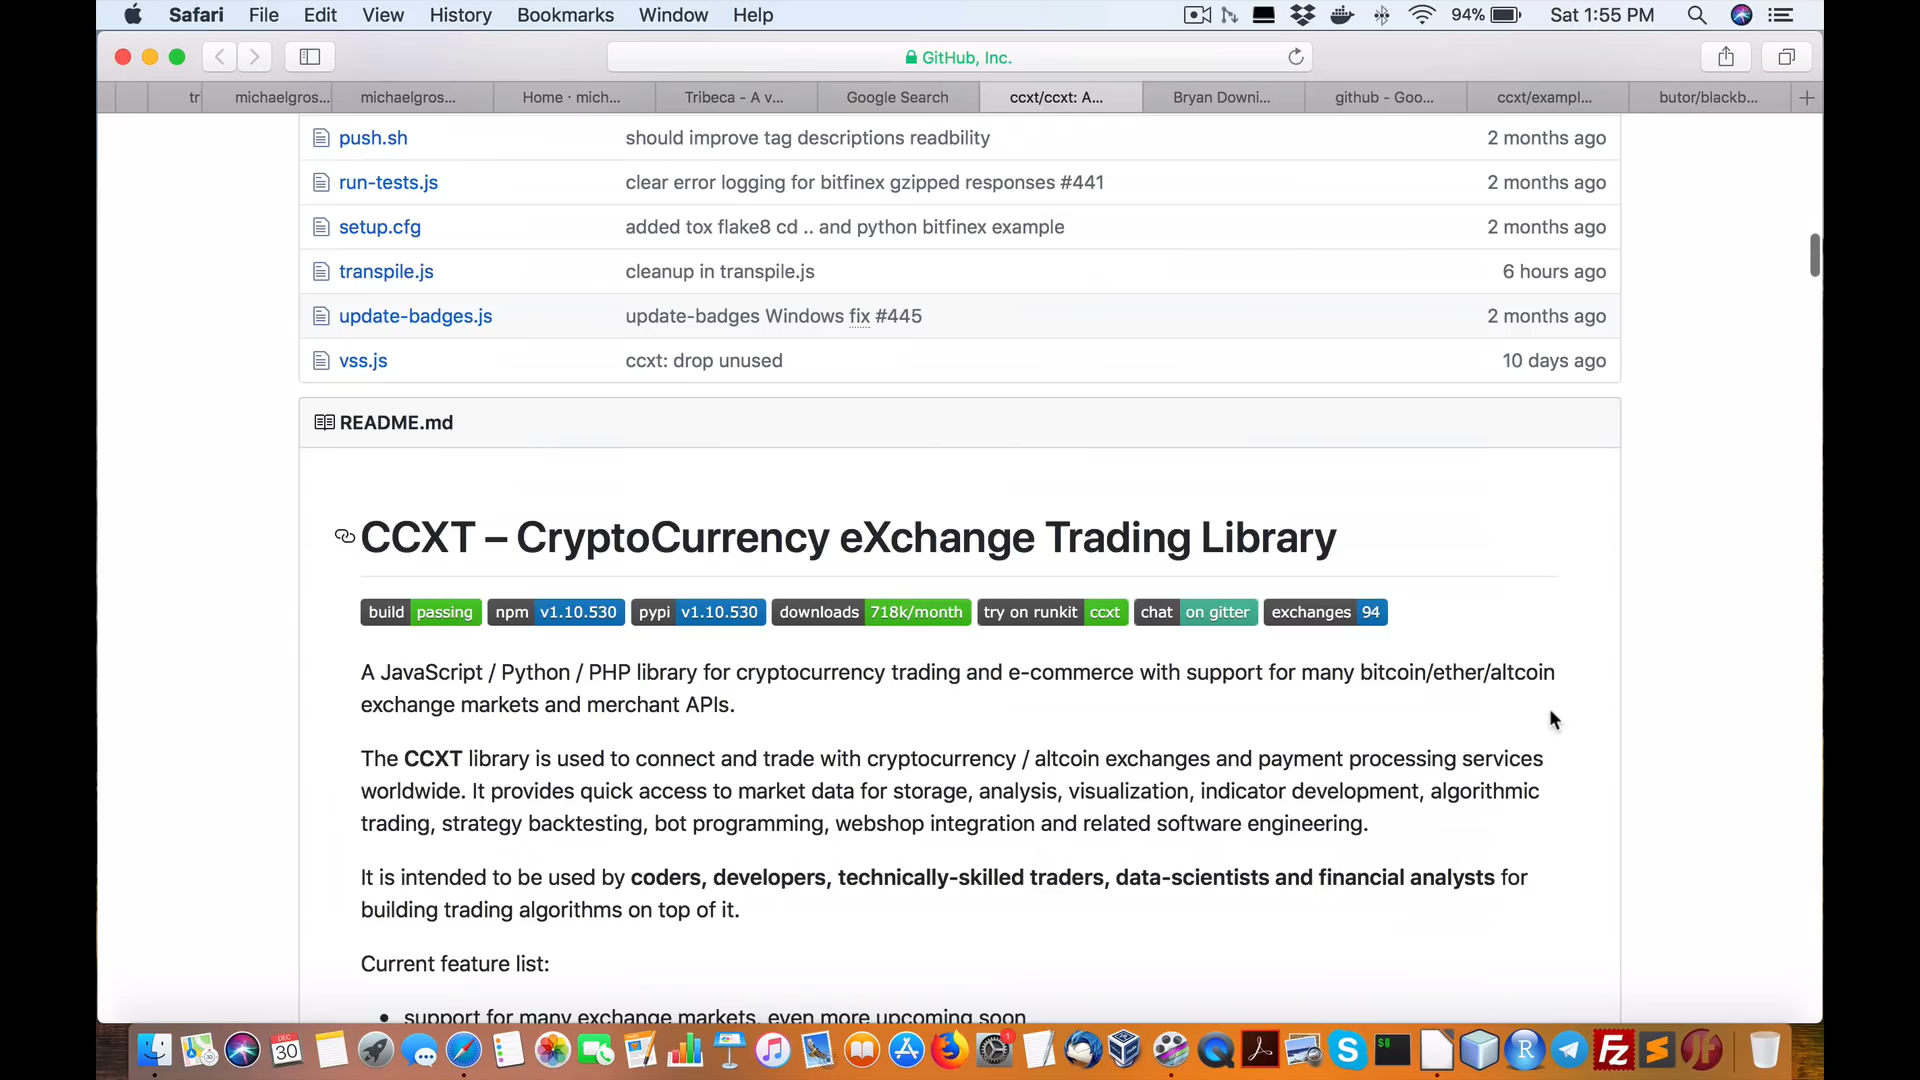 Safari File Edit View History Bookmarks Window Help 94% Sat 1:55 PM
GitHub, Inc.
tr michaelgros... michaelgros... Home · mich... Tribeca - A v... Google Search ccxt/ccxt: A... Bryan Downi... github - Goo... ccxt/exampl... butor/blackb...
push.sh should improve tag descriptions readbility 2 months ago
run-tests.js clear error logging for bitfinex gzipped responses #441 2 months ago
setup.cfg added tox flake8 cd .. and python bitfinex example 2 months ago
transpile.js cleanup in transpile.js 6 hours ago
update-badges.js update-badges Windows fix #445 2 months ago
vss.js ccxt: drop unused 10 days ago
README.md
CCXT – CryptoCurrency eXchange Trading Library
build passing npm v1.10.530 pypi v1.10.530 downloads 718k/month try on runkit ccxt chat on gitter exchanges 94
A JavaScript / Python / PHP library for cryptocurrency trading and e-commerce with support for many bitcoin/ether/altcoin
exchange markets and merchant APIs.
The CCXT library is used to connect and trade with cryptocurrency / altcoin exchanges and payment processing services
worldwide. It provides quick access to market data for storage, analysis, visualization, indicator development, algorithmic
trading, strategy backtesting, bot programming, webshop integration and related software engineering.
It is intended to be used by coders, developers, technically-skilled traders, data-scientists and financial analysts for
building trading algorithms on top of it.
Current feature list:
• support for many exchange markets, even more upcoming soon
DEC
30
1
$
R
Fz